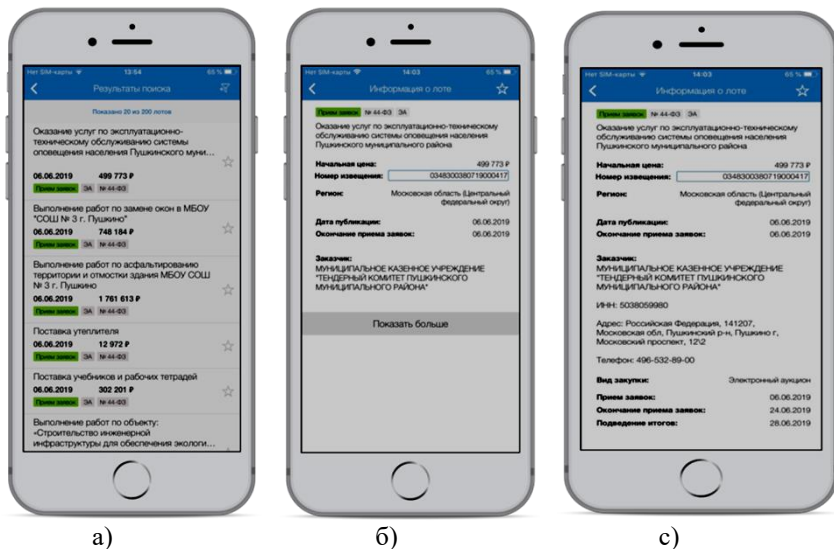 Нет SIM-карты 13:54 65 %
Результаты поиска
Показано 20 из 200 лотов
Оказание услуг по эксплуатационно-
техническому обслуживанию системы
оповещения населения Пушкинского муни...
06.06.2019 499 773 ₽
Прием заявок ЭА № 44-ФЗ
Выполнение работ по замене окон в МБОУ
"СОШ № 3 г. Пушкино"
06.06.2019 748 184 ₽
Прием заявок ЭА № 44-ФЗ
Выполнение работ по асфальтированию
территории и отмостки здания МБОУ СОШ
№ 3 г. Пушкино
06.06.2019 1 761 613 ₽
Прием заявок ЭА № 44-ФЗ
Поставка утеплителя
06.06.2019 12 972 ₽
Прием заявок ЭА № 44-ФЗ
Поставка учебников и рабочих тетрадей
06.06.2019 302 201 ₽
Прием заявок ЭА № 44-ФЗ
Выполнение работ по объекту:
«Строительство инженерной
инфраструктуры для обеспечения экологи...
а)
Нет SIM-карты 14:03 65 %
Информация о лоте
Прием заявок № 44-ФЗ ЭА
Оказание услуг по эксплуатационно-техническому
обслуживанию системы оповещения населения
Пушкинского муниципального района
Начальная цена: 499 773 ₽
Номер извещения: 0348300380719000417
Регион: Московская область (Центральный
федеральный округ)
Дата публикации: 06.06.2019
Окончание приема заявок: 06.06.2019
Заказчик:
МУНИЦИПАЛЬНОЕ КАЗЕННОЕ УЧРЕЖДЕНИЕ
"ТЕНДЕРНЫЙ КОМИТЕТ ПУШКИНСКОГО
МУНИЦИПАЛЬНОГО РАЙОНА"
Показать больше
б)
Нет SIM-карты 14:03 65 %
Информация о лоте
Прием заявок № 44-ФЗ ЭА
Оказание услуг по эксплуатационно-техническому
обслуживанию системы оповещения населения
Пушкинского муниципального района
Начальная цена: 499 773 ₽
Номер извещения: 0348300380719000417
Регион: Московская область (Центральный
федеральный округ)
Дата публикации: 06.06.2019
Окончание приема заявок: 06.06.2019
Заказчик:
МУНИЦИПАЛЬНОЕ КАЗЕННОЕ УЧРЕЖДЕНИЕ
"ТЕНДЕРНЫЙ КОМИТЕТ ПУШКИНСКОГО
МУНИЦИПАЛЬНОГО РАЙОНА"
ИНН: 5038059980
Адрес: Российская Федерация, 141207,
Московская обл, Пушкинский р-н, Пушкино г,
Московский проспект, 12\2
Телефон: 496-532-89-00
Вид закупки: Электронный аукцион
Прием заявок: 06.06.2019
Окончание приема заявок: 24.06.2019
Подведение итогов: 28.06.2019
с)